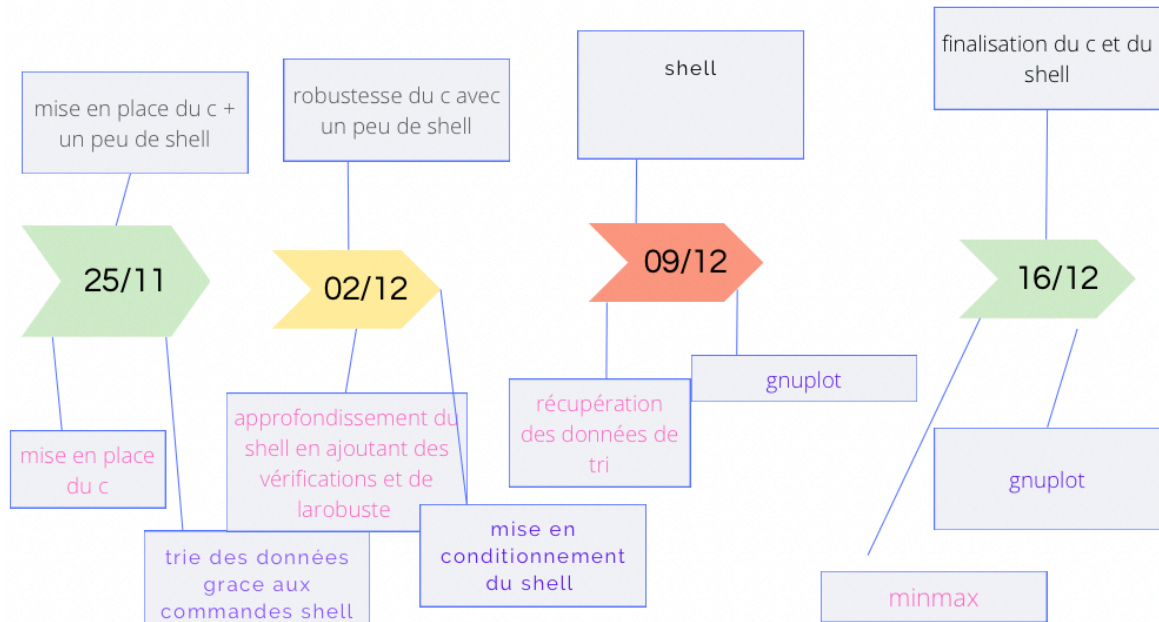 mise en place du c +
un peu de shell
robustesse du c avec
un peu de shell
shell
finalisation du c et du
shell
25/11
02/12
09/12
16/12
mise en place
du c
trie des données
grace aux
commandes shell
approfondissement du
shell en ajoutant des
vérifications et de
larobuste
mise en
conditionnement
du shell
récupération
des données de
tri
gnuplot
minmax
gnuplot